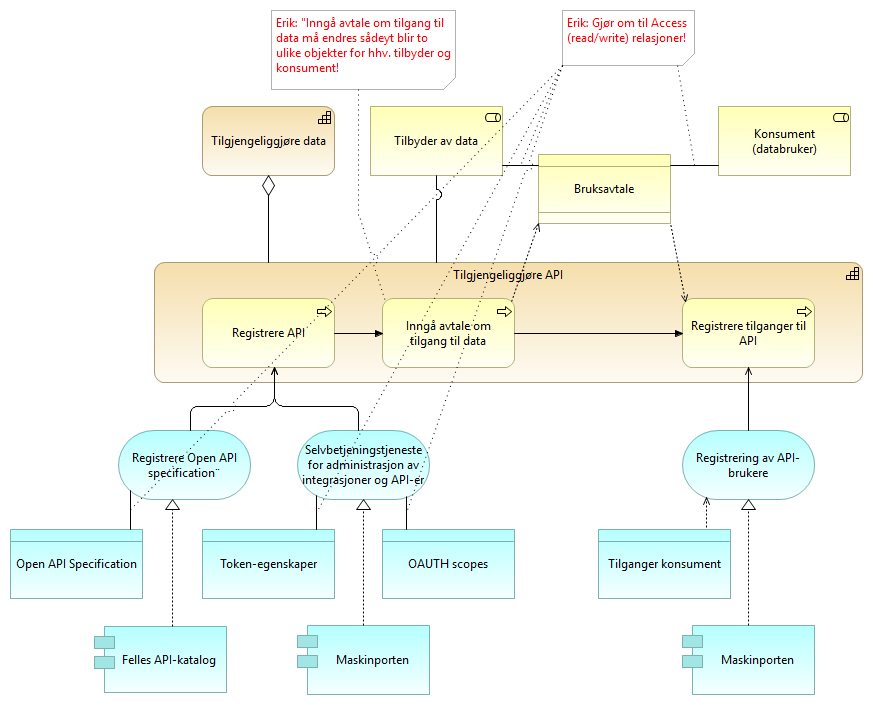 Erik: "Inngå avtale om tilgang til
data må endres sådeyt blir to
ulike objekter for hhv. tilbyder og
konsument!
Erik: Gjør om til Access
(read/write) relasjoner!
Tilgjengeliggjøre data
Tilbyder av data
Konsument
(databruker)
Bruksavtale
Tilgjengeliggjøre API
Registrere API
Inngå avtale om
tilgang til data
Registrere tilganger til
API
Registrere Open API
specification¨
Selvbetjeningstjeneste
for administrasjon av
integrasjoner og API-er
Registrering av API-
brukere
Open API Specification
Token-egenskaper
OAUTH scopes
Tilganger konsument
Felles API-katalog
Maskinporten
Maskinporten